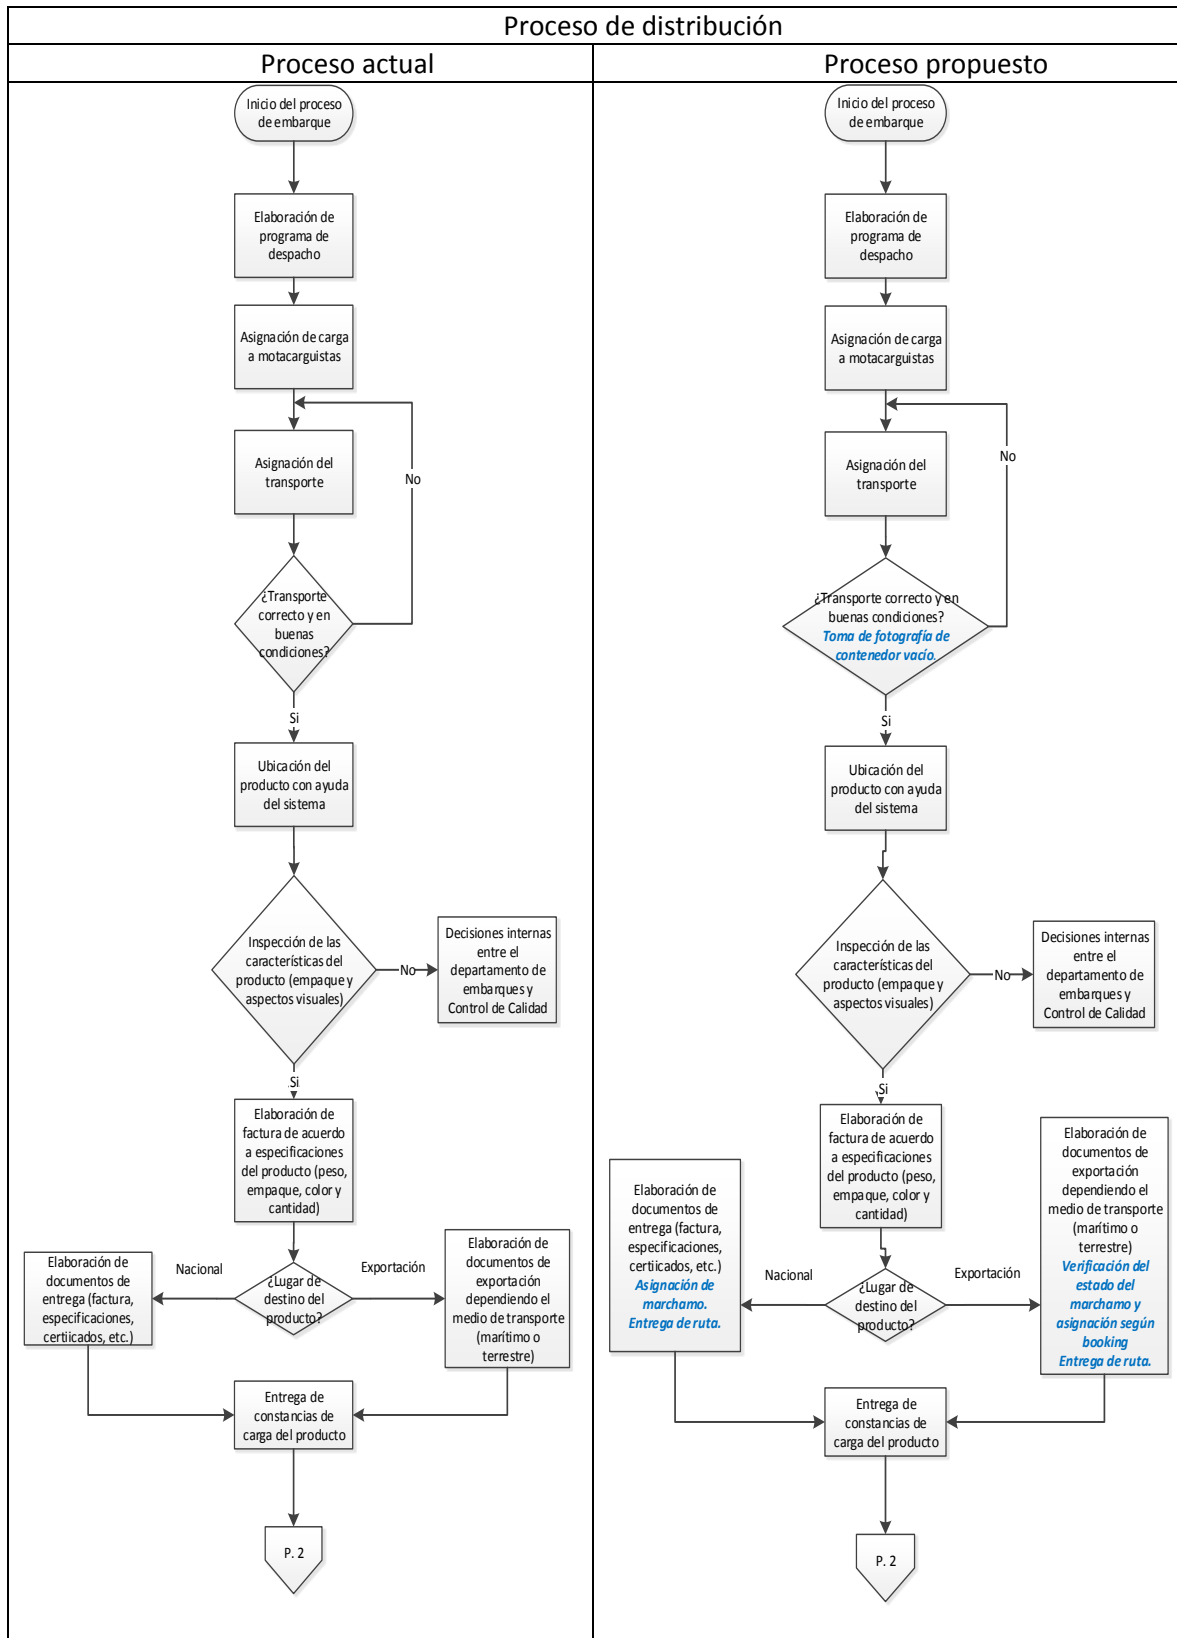 Proceso de distribución
Proceso actual
Inicio del proceso
de embarque
Elaboración de
programa de
despacho
Asignación de carga
a motacarguistas
Asignación del
transporte
No
¿Transporte
correcto y en
buenas
condiciones?
Si
Ubicación del
producto con ayuda
del sistema
Inspección de las
características del
producto (empaque y
aspectos visuales)
No
Decisiones internas
entre el
departamento de
embarques y
Control de Calidad
Si
Elaboración de
factura de acuerdo
a especificaciones
del producto (peso,
empaque, color y
cantidad)
¿Lugar de
destino del
producto?
Nacional
Exportación
Elaboración de
documentos de
entrega (factura,
especificaciones,
certiicados, etc.)
Elaboración de
documentos de
exportación
dependiendo el
medio de transporte
(marítimo o
terrestre)
Entrega de
constancias de
carga del producto
P. 2
Proceso propuesto
Inicio del proceso
de embarque
Elaboración de
programa de
despacho
Asignación de carga
a motacarguistas
Asignación del
transporte
No
¿Transporte correcto y en
buenas condiciones?
Toma de fotografía de
contenedor vacío.
Si
Ubicación del
producto con ayuda
del sistema
Inspección de las
características del
producto (empaque y
aspectos visuales)
No
Decisiones internas
entre el
departamento de
embarques y
Control de Calidad
Si
Elaboración de
factura de acuerdo
a especificaciones
del producto (peso,
empaque, color y
cantidad)
¿Lugar de
destino del
producto?
Nacional
Exportación
Elaboración de
documentos de
entrega (factura,
especificaciones,
certiicados, etc.)
Asignación de
marchamo.
Entrega de ruta.
Elaboración de
documentos de
exportación
dependiendo el
medio de transporte
(marítimo o
terrestre)
Verificación del
estado del
marchamo y
asignación según
booking
Entrega de ruta.
Entrega de
constancias de
carga del producto
P. 2